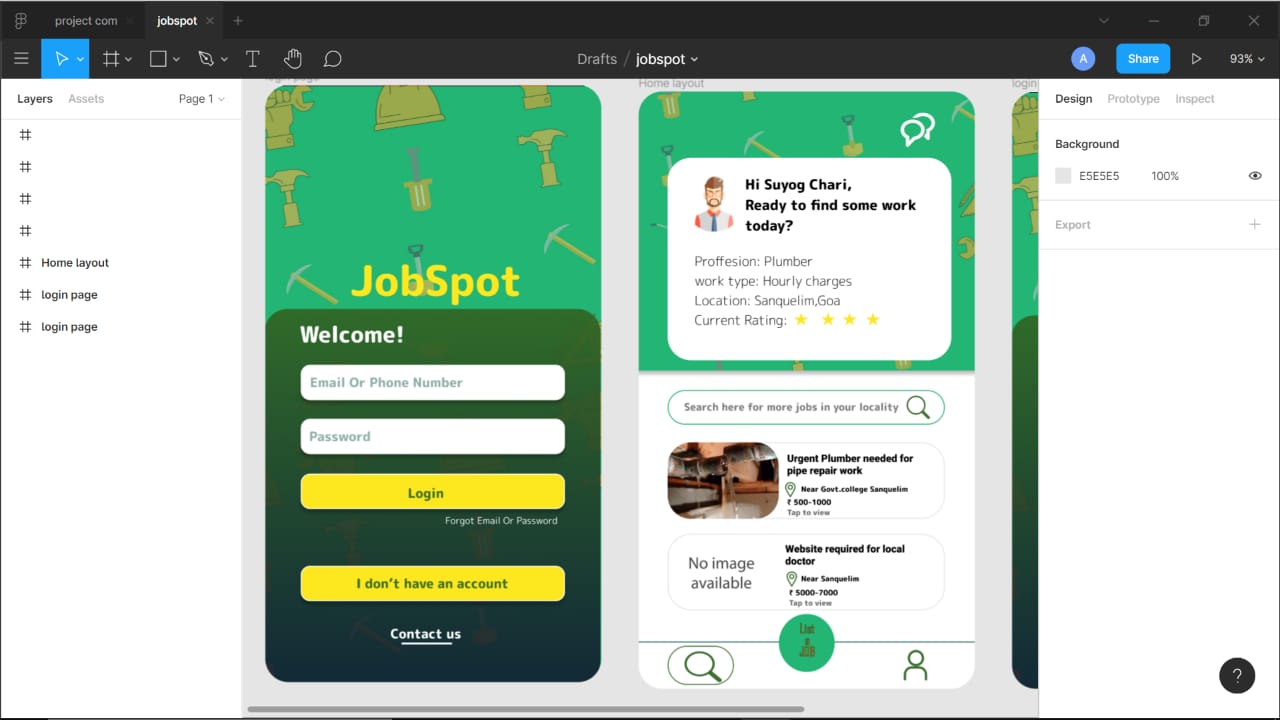 project com
jobspot
Drafts / jobspot
A
Share
93%
Layers
Assets
Page 1
Home layout
login page
login page
login page
JobSpot
Welcome!
Email Or Phone Number
Password
Login
Forgot Email Or Password
I don't have an account
Contact us
Home layout
Hi Suyog Chari,
Ready to find some work
today?
Proffesion: Plumber
work type: Hourly charges
Location: Sanquelim,Goa
Current Rating:
Search here for more jobs in your locality
Urgent Plumber needed for
pipe repair work
Near Govt.college Sanquelim
₹ 500-1000
Tap to view
No image
available
Website required for local
doctor
Near Sanquelim
₹ 5000-7000
Tap to view
List
a
JOB
login
Design
Prototype
Inspect
Background
E5E5E5
100%
Export
?